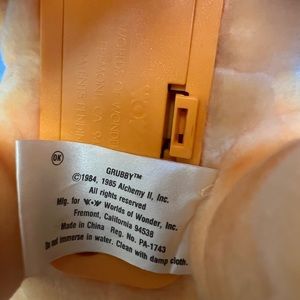 OK
GRUBBY™
©1984, 1985 Alchemy II, Inc.
All rights reserved
Mfg. for W·O·W Worlds of Wonder, Inc.
Fremont, California 94538
Made in China Reg. No. PA-1743
Do not immerse in water. Clean with damp cloth.